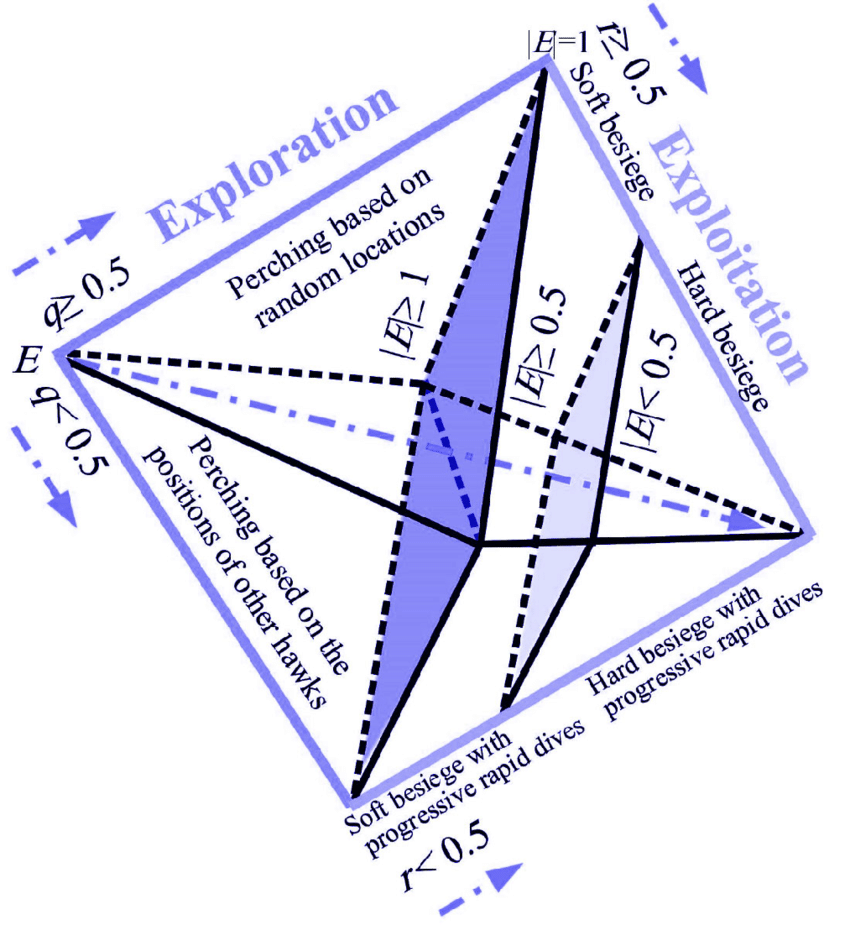 |E|=1
r≥ 0.5
Soft besiege
Exploitation
Hard besiege
Exploration
Perching based on
random locations
q≥ 0.5
E
q< 0.5
|E|≥ 1
|E|≥ 0.5
|E|< 0.5
Perching based on the
positions of other hawks
Hard besiege with
progressive rapid dives
Soft besiege with
progressive rapid dives
r< 0.5